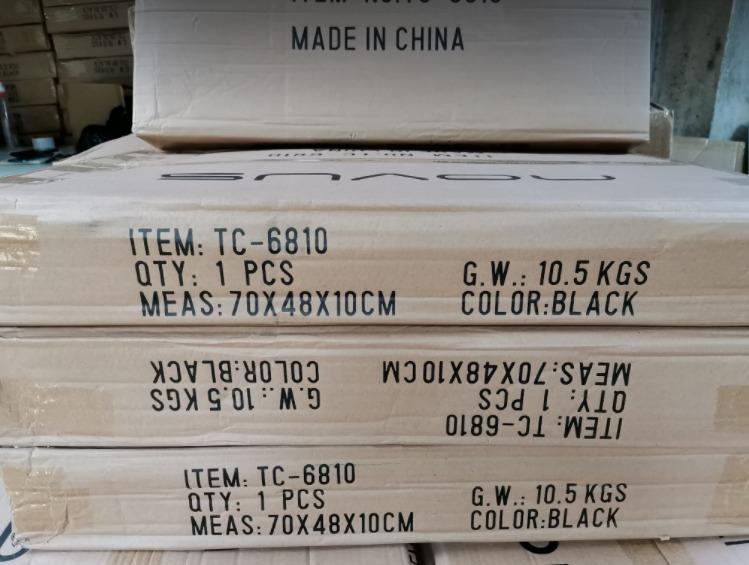 MADE IN CHINA
NOVUS
ITEM: TC-6810
QTY: 1 PCS
G.W.: 10.5 KGS
MEAS: 70X48X10CM
COLOR:BLACK
ITEM: TC-6810
QTY: 1 PCS
G.W.: 10.5 KGS
MEAS:70X48X10CM
COLOR:BLACK
ITEM: TC-6810
QTY: 1 PCS
G.W.: 10.5 KGS
MEAS:70X48X10CM
COLOR:BLACK